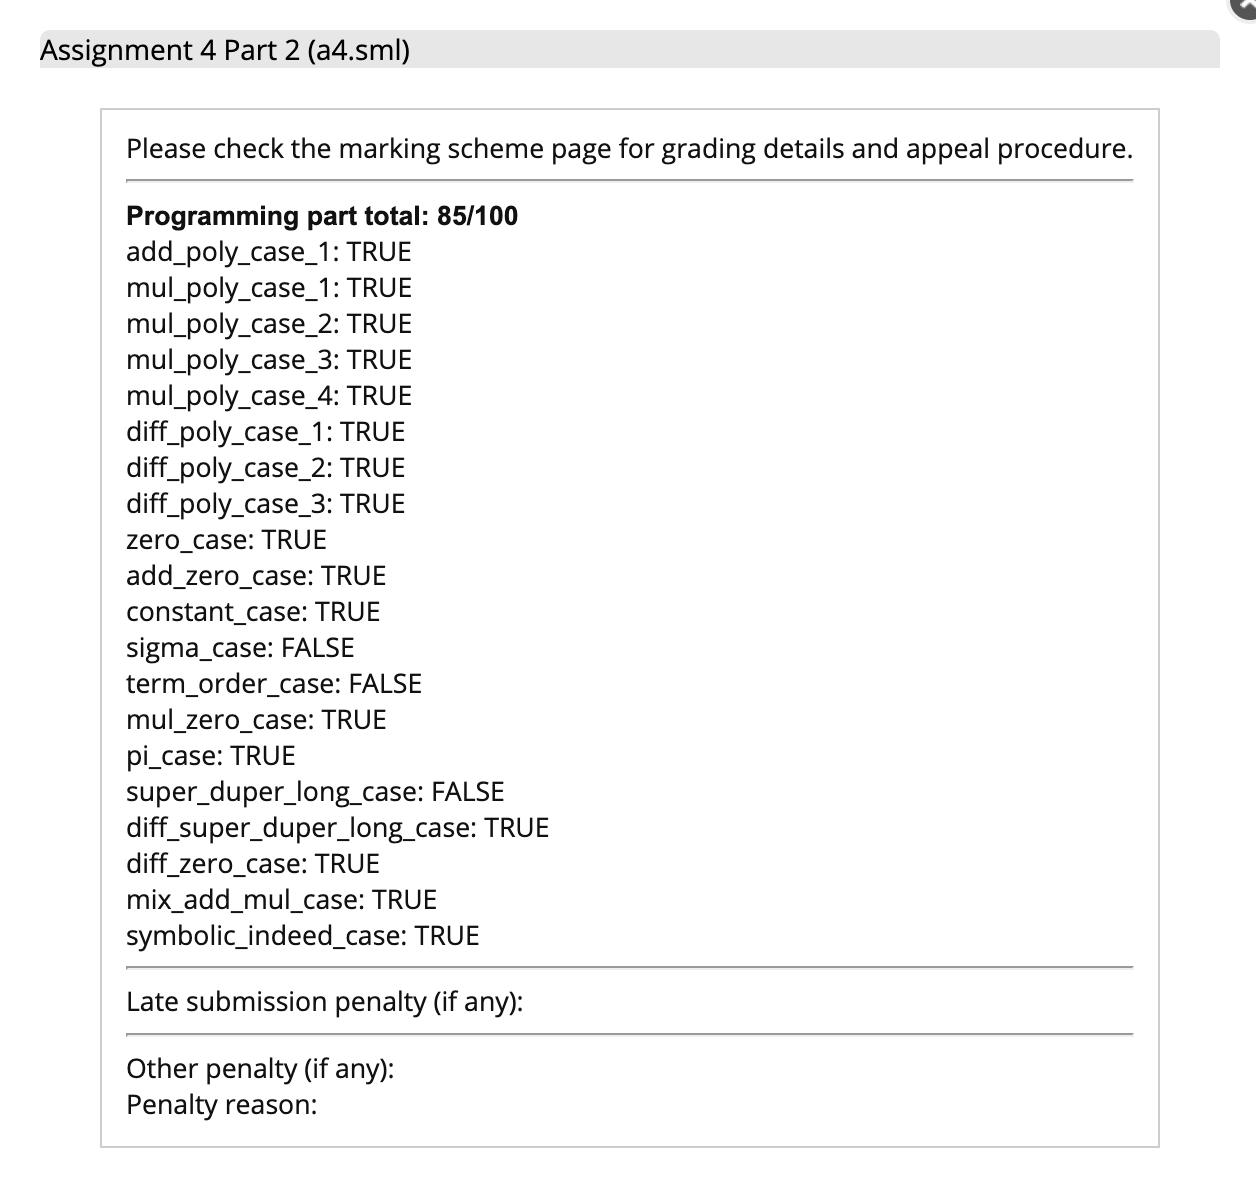 Assignment 4 Part 2 (a4.sml)
Please check the marking scheme page for grading details and appeal procedure.
Programming part total: 85/100
add_poly_case_1: TRUE
mul_poly_case_1: TRUE
mul_poly_case_2: TRUE
mul_poly_case_3: TRUE
mul_poly_case_4: TRUE
diff_poly_case_1: TRUE
diff_poly_case_2: TRUE
diff_poly_case_3: TRUE
zero_case: TRUE
add_zero_case: TRUE
constant_case: TRUE
sigma_case: FALSE
term_order_case: FALSE
mul_zero_case: TRUE
pi_case: TRUE
super_duper_long_case: FALSE
diff_super_duper_long_case: TRUE
diff_zero_case: TRUE
mix_add_mul_case: TRUE
symbolic_indeed_case: TRUE
Late submission penalty (if any):
Other penalty (if any):
Penalty reason: